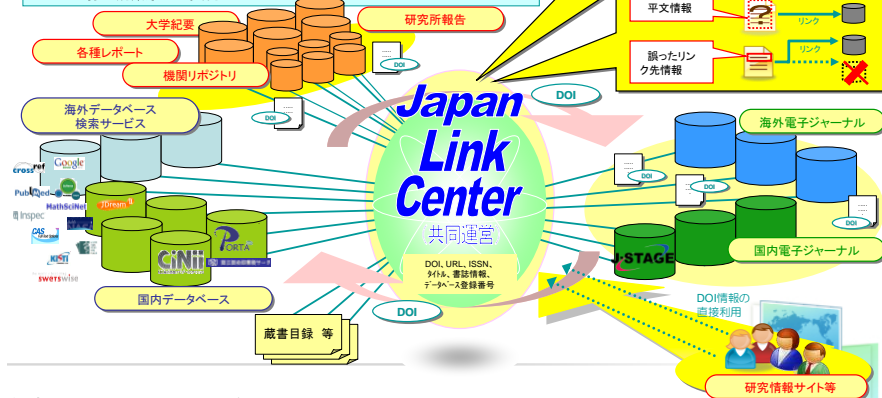 大学紀要
研究所報告
各種レポート
機関リポジトリ
DOI
DOI
平文情報
リンク
誤ったリン
ク先情報
リンク
海外データベース
検索サービス
cross ref
Google
PubMed
MathSciNet
JDream
Inspec
CAS
KISTI
swetswise
CiNii
PORTA
国内データベース
蔵書目録 等
Japan
Link
Center
共同運営
DOI, URL, ISSN、
タイトル、書誌情報、
データベース登録番号
DOI
DOI
海外電子ジャーナル
DOI
DOI
DOI
J-STAGE
国内電子ジャーナル
DOI情報の
直接利用
研究情報サイト等